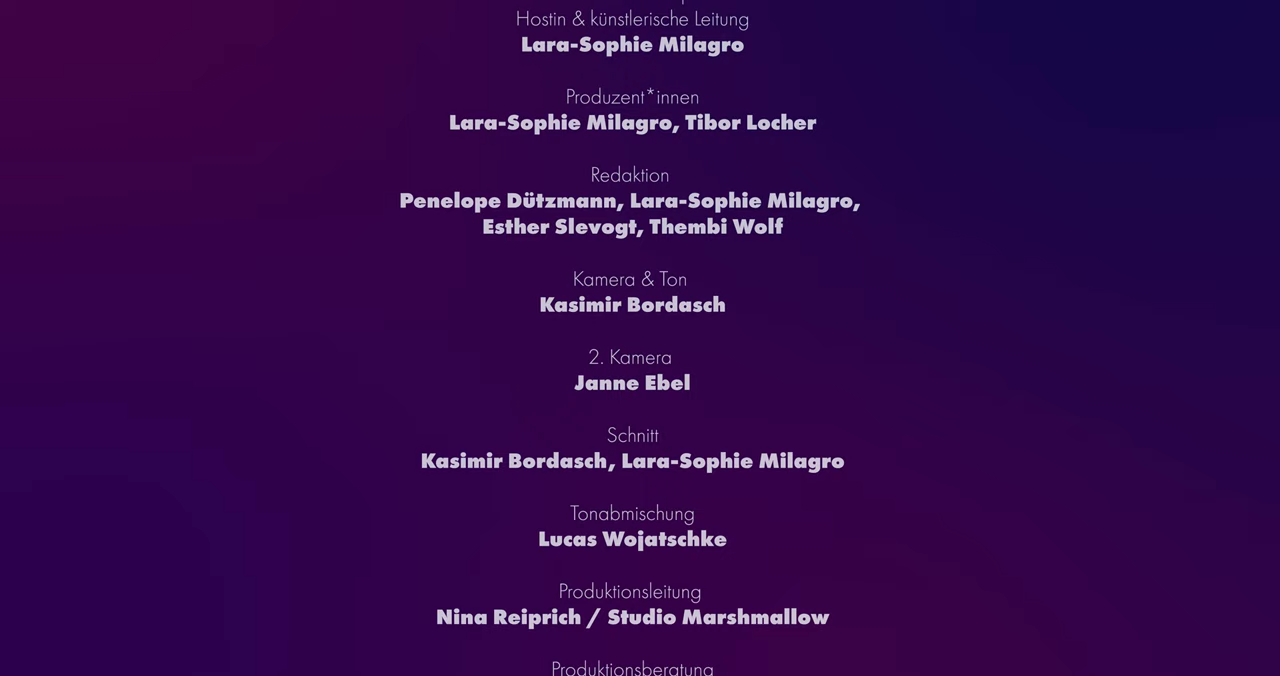 Hostin & künstlerische Leitung
Lara-Sophie Milagro
Produzent*innen
Lara-Sophie Milagro, Tibor Locher
Redaktion
Penelope Dützmann, Lara-Sophie Milagro,
Esther Slevogt, Thembi Wolf
Kamera & Ton
Kasimir Bordasch
2. Kamera
Janne Ebel
Schnitt
Kasimir Bordasch, Lara-Sophie Milagro
Tonabmischung
Lucas Wojatschke
Produktionsleitung
Nina Reiprich / Studio Marshmallow
Produktionsberatung